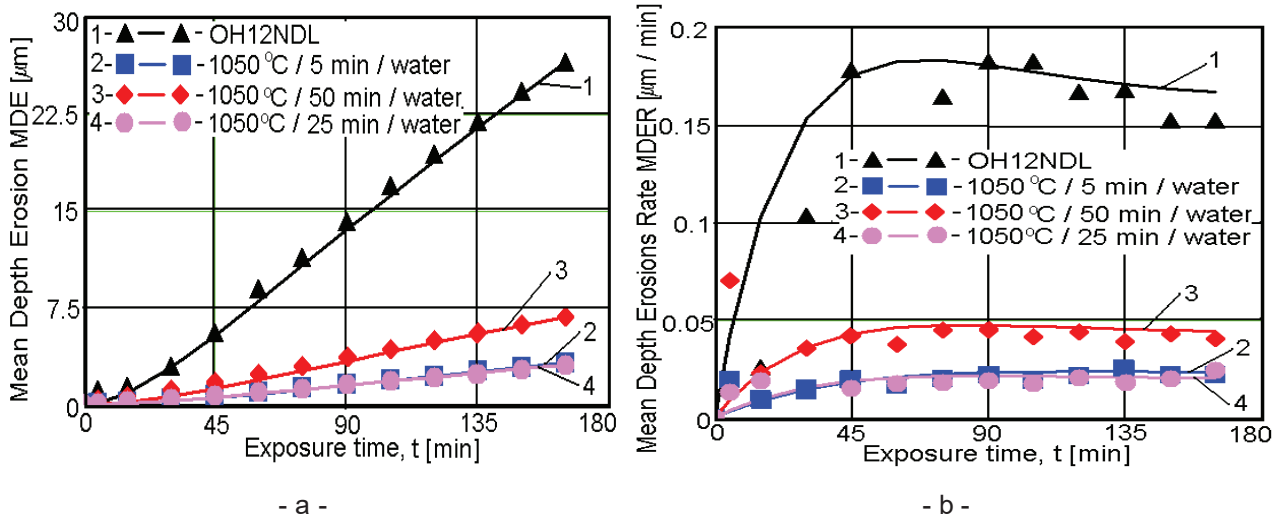 Mean Depth Erosion MDE [µm]
30
22.5
15
7.5
0
1- -OH12NDL
2- -1050 °C / 5 min / water
3- -1050 °C / 50 min / water
4- -1050°C / 25 min / water
1
3
2
4
0 45 90 135 180
Exposure time, t [min]
- a -
Mean Depth Erosions Rate MDER [µm / min]
0.2
0.15
0.1
0.05
0
1
1- - OH12NDL
2- -1050 °C / 5 min / water
3- - 1050 °C / 50 min / water
4- - 1050°C / 25 min / water
3
2
4
0 45 90 135 180
Exposure time, t [min]
- b -